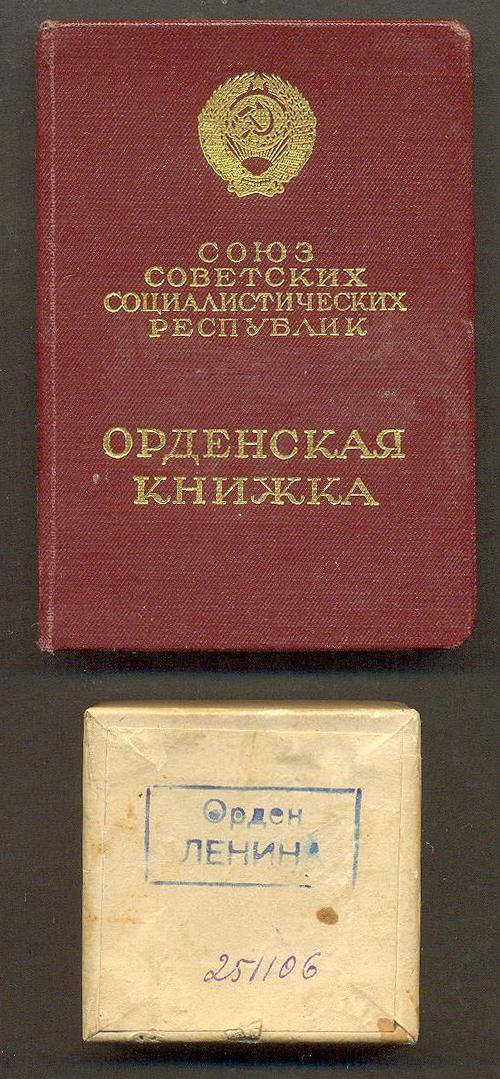 СОЮЗ
СОВЕТСКИХ
СОЦИАЛИСТИЧЕСКИХ
РЕСПУБЛИК
ОРДЕНСКАЯ
КНИЖКА
Орден
ЛЕНИНА
251106